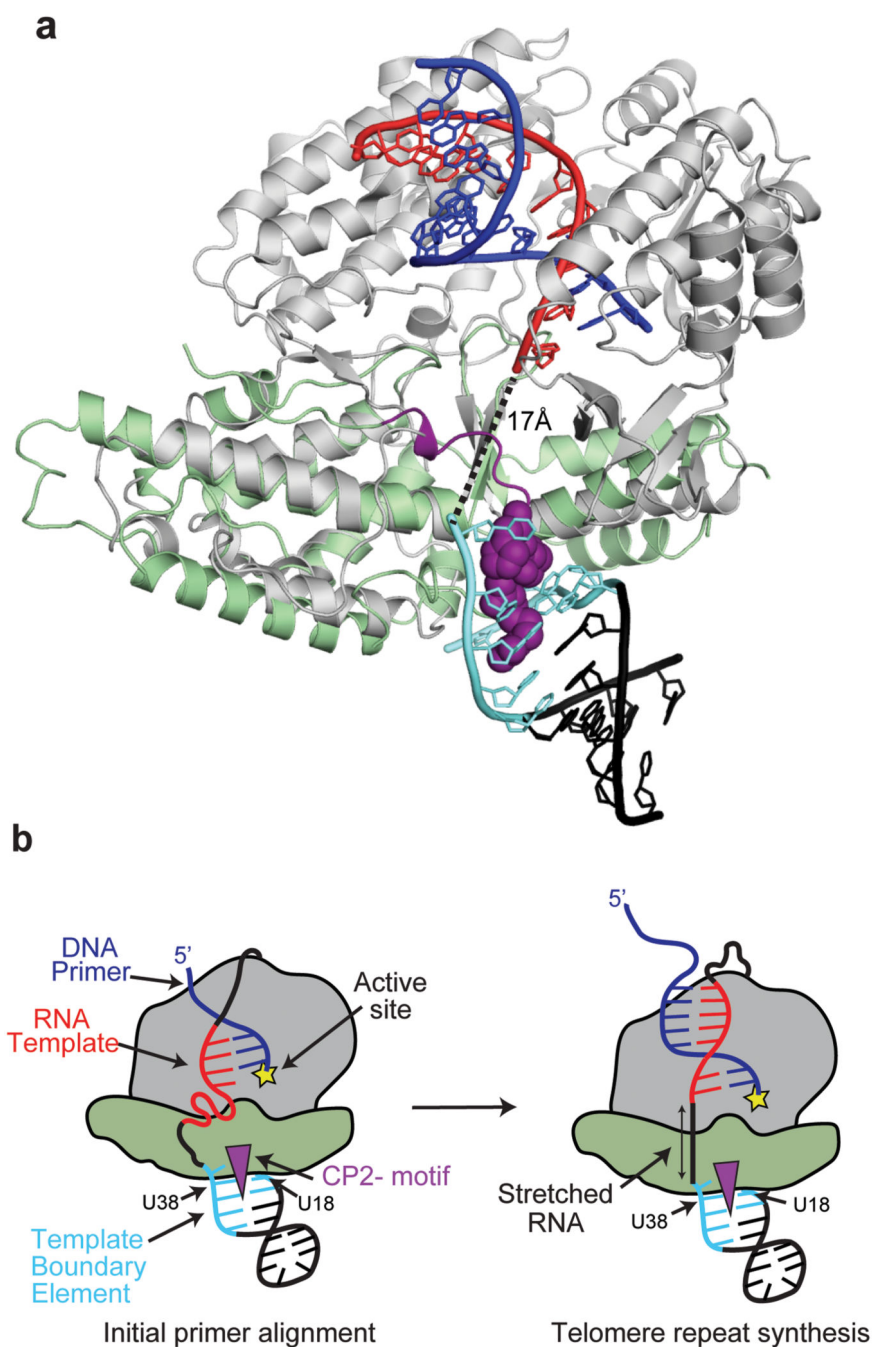 a
17Å
b
5'
DNA
Primer
Active
site
RNA
Template
CP2- motif
U38
U18
Template
Boundary
Element
Initial primer alignment
5'
Stretched
RNA
U38
U18
Telomere repeat synthesis